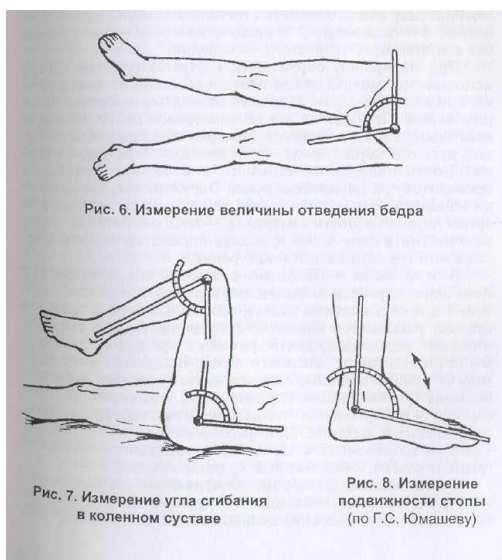 Рис. 6. Измерение величины отведения бедра
Рис. 7. Измерение угла сгибания
в коленном суставе
Рис. 8. Измерение
подвижности стопы
(по Г.С. Юмашеву)